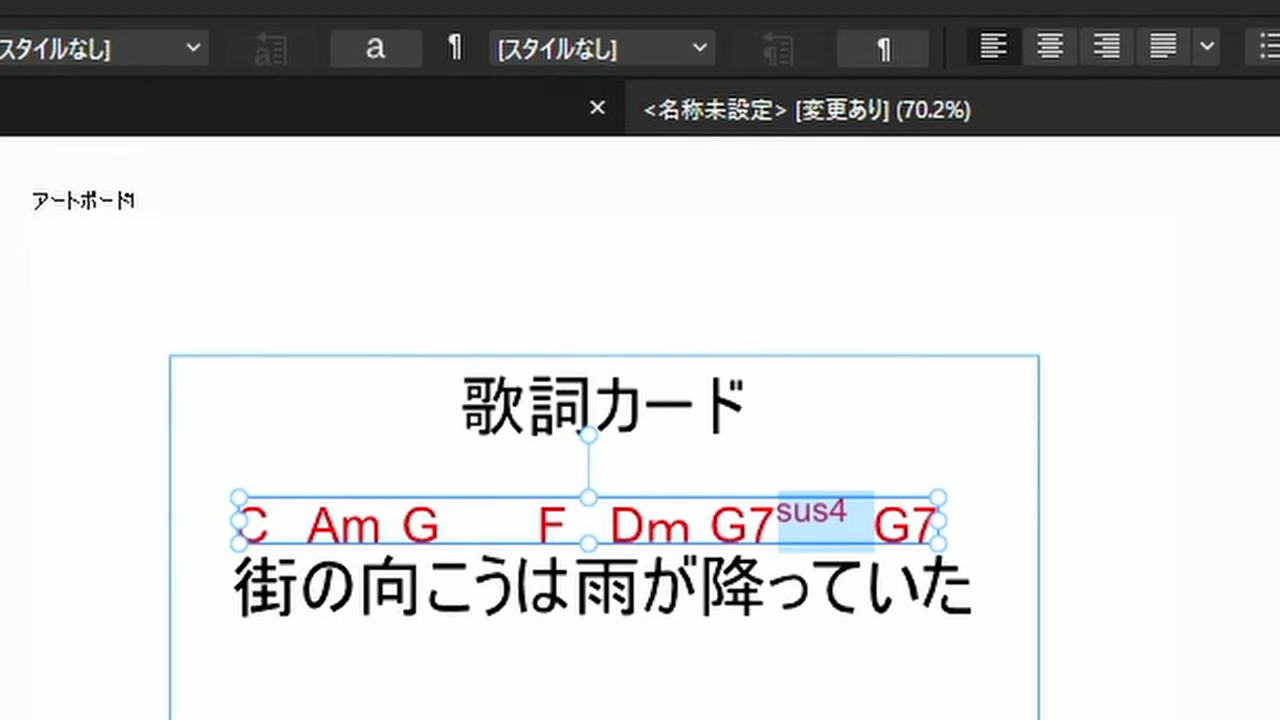 スタイルなし] a ¶ [スタイルなし] ¶
× <名称未設定> [変更あり] (70.2%)
アートボード1
歌詞カード
C Am G F Dm G7sus4 G7
街の向こうは雨が降っていた